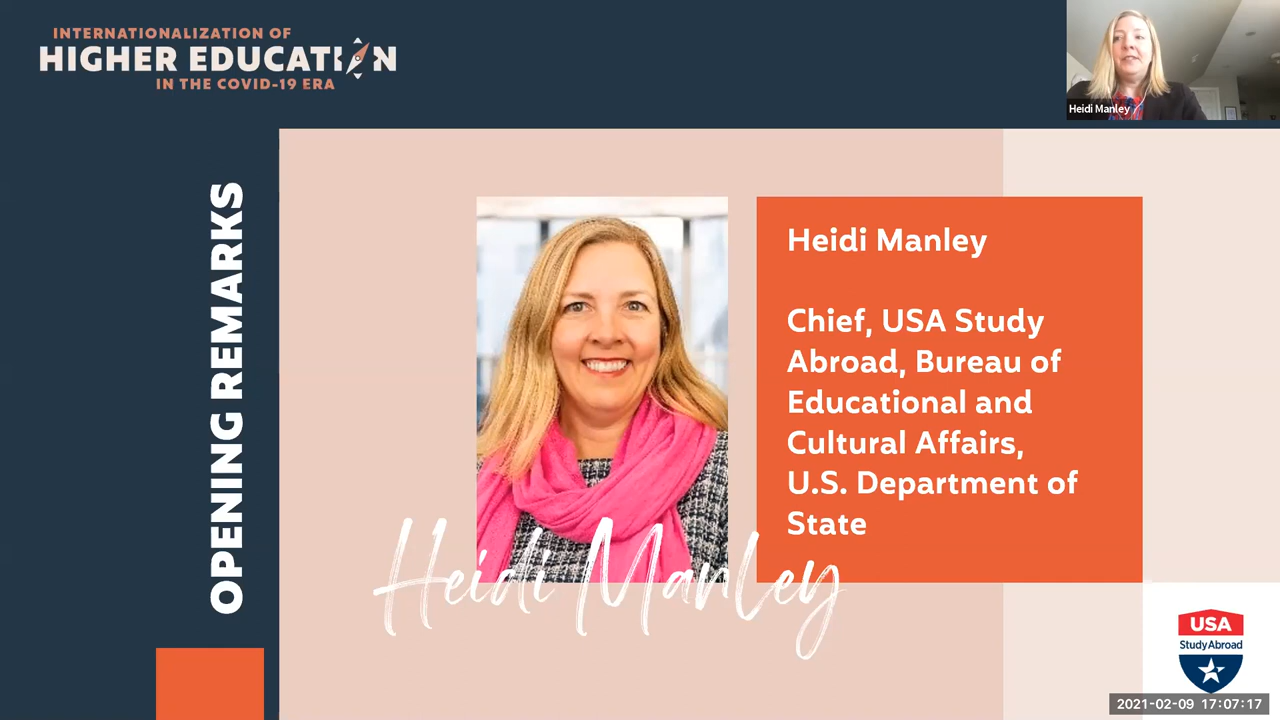 INTERNATIONALIZATION OF
HIGHER EDUCATION
IN THE COVID-19 ERA
Heidi Manley
OPENING REMARKS
Heidi Manley
Chief, USA Study
Abroad, Bureau of
Educational and
Cultural Affairs,
U.S. Department of
State
Heidi Manley
USA
StudyAbroad
2021-02-09 17:07:17